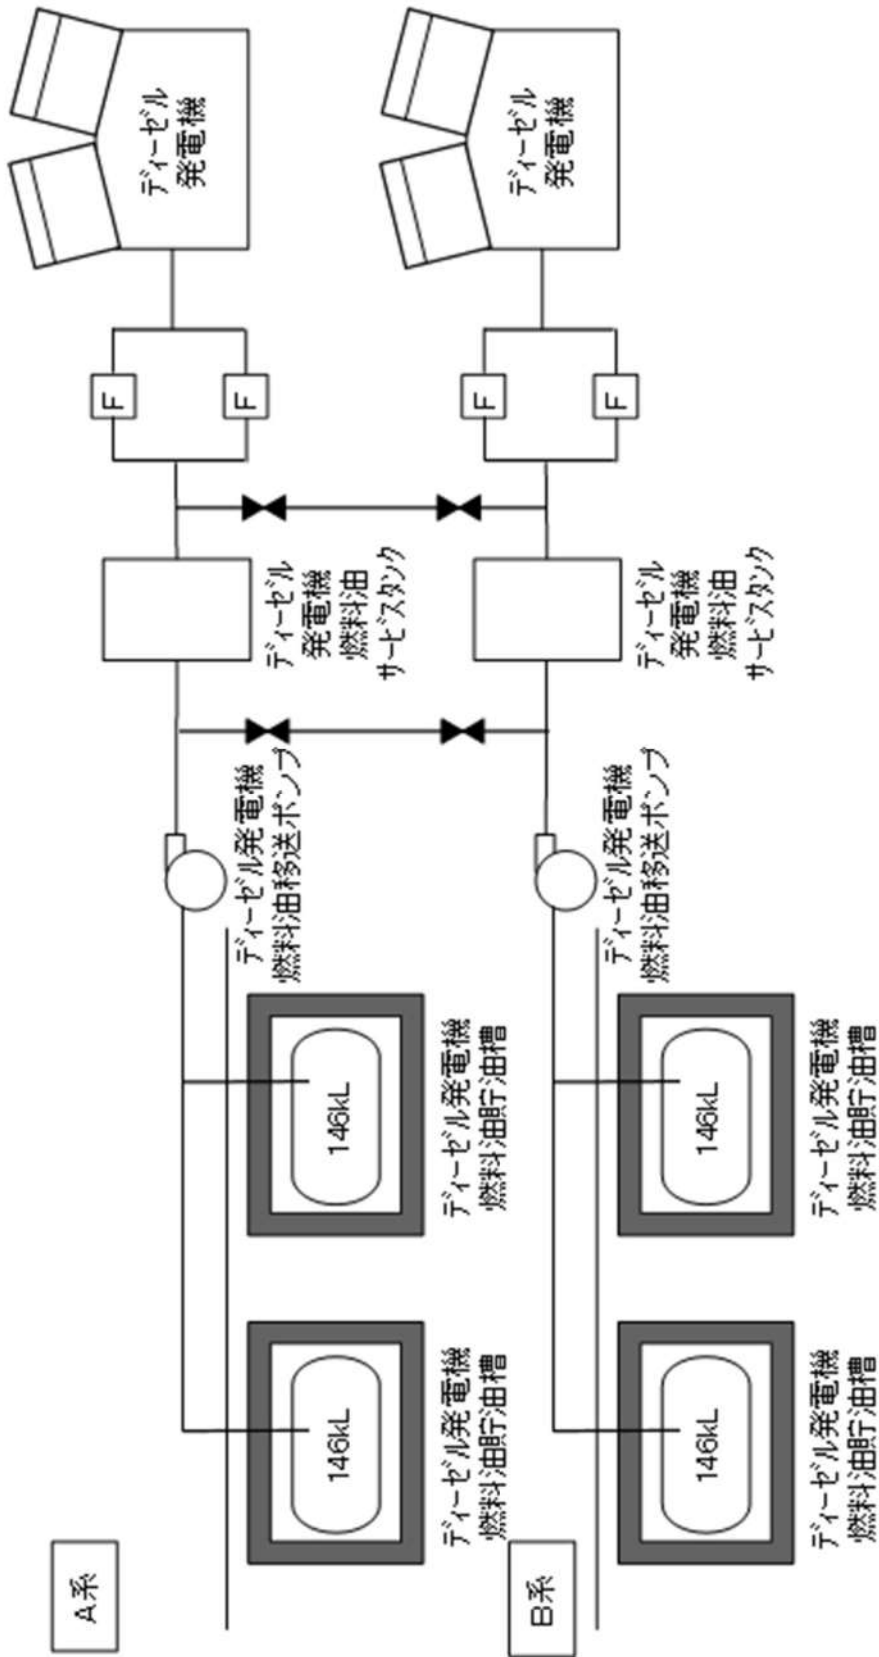 A系
146kL
ディーゼル発電機
燃料油貯油槽
146kL
ディーゼル発電機
燃料油貯油槽
ディーゼル発電機
燃料油移送ポンプ
ディーゼル
発電機
燃料油
サービスタンク
F
F
ディーゼル
発電機
B系
146kL
ディーゼル発電機
燃料油貯油槽
146kL
ディーゼル発電機
燃料油貯油槽
ディーゼル発電機
燃料油移送ポンプ
ディーゼル
発電機
燃料油
サービスタンク
F
F
ディーゼル
発電機